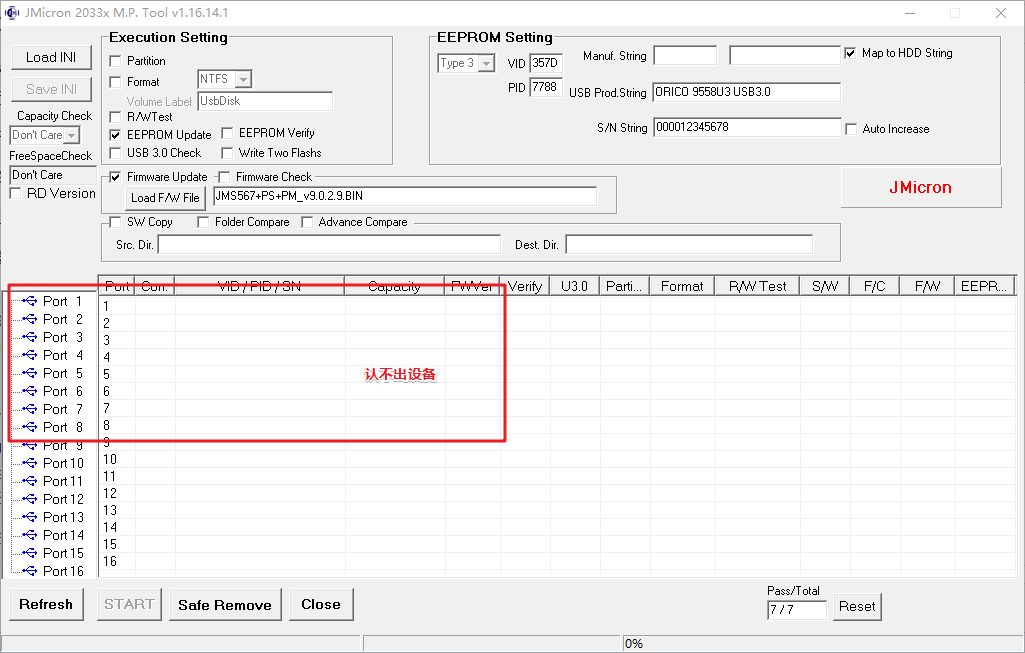 JMicron 2033x M.P. Tool v1.16.14.1
Load INI
Save INI
Capacity Check
Don't Care
FreeSpaceCheck
Don't Care
RD Version
Execution Setting
Partition
Format NTFS
Volume Label UsbDisk
R/WTest
EEPROM Update EEPROM Verify
USB 3.0 Check Write Two Flashs
EEPROM Setting
Type 3 VID 357D Manuf. String Map to HDD String
PID 7788 USB Prod.String ORICO 9558U3 USB3.0
S/N String 000012345678 Auto Increase
Firmware Update Firmware Check
Load F/W File JMS567+PS+PM_v9.0.2.9.BIN
JMicron
SW Copy Folder Compare Advance Compare
Src. Dir. Dest. Dir.
Port Con. VID / PID / SN Capacity FWVer Verify U3.0 Parti... Format R/W Test S/W F/C F/W EEPR...
Port 1 1
Port 2 2
Port 3 3
Port 4 4
认不出设备
Port 5 5
Port 6 6
Port 7 7
Port 8 8
Port 9 9
Port 10 10
Port 11 11
Port 12 12
Port 13 13
Port 14 14
Port 15 15
Port 16 16
Refresh START Safe Remove Close
Pass/Total
7 / 7 Reset
0%